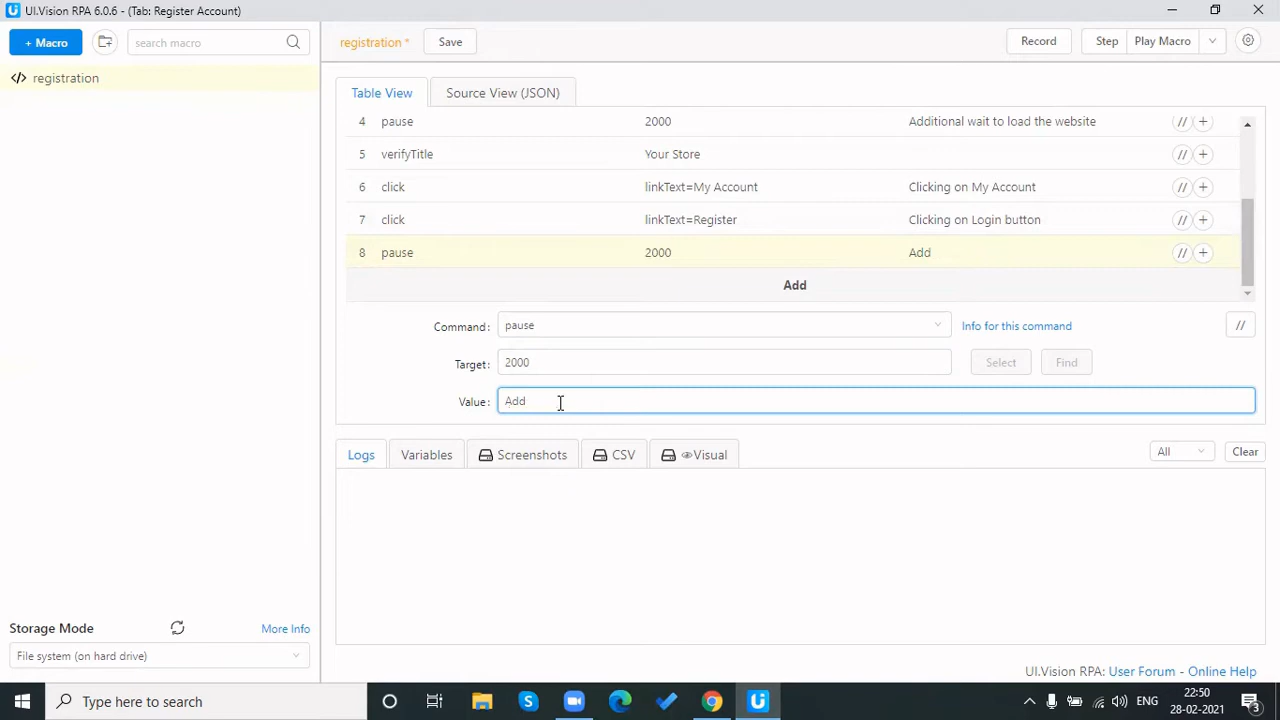 UI.Vision RPA 6.0.6 - (Tab: Register Account)
+ Macro
search macro
registration *
Save
Record
Step
Play Macro
registration
Table View
Source View (JSON)
4 pause 2000 Additional wait to load the website // +
5 verifyTitle Your Store // +
6 click linkText=My Account Clicking on My Account // +
7 click linkText=Register Clicking on Login button // +
8 pause 2000 Add // +
Add
Command: pause Info for this command //
Target: 2000 Select Find
Value: Add
Logs Variables Screenshots CSV Visual All Clear
Storage Mode More Info
File system (on hard drive)
UI.Vision RPA: User Forum - Online Help
Type here to search
ENG
22:50
28-02-2021
3